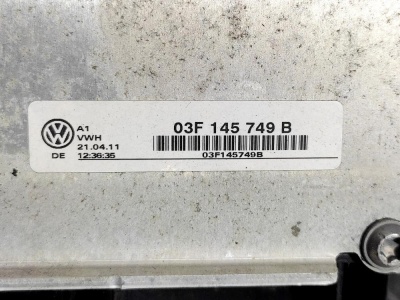 A1
VWH
21.04.11
DE 12:36:35
03F 145 749 B
03F145749B